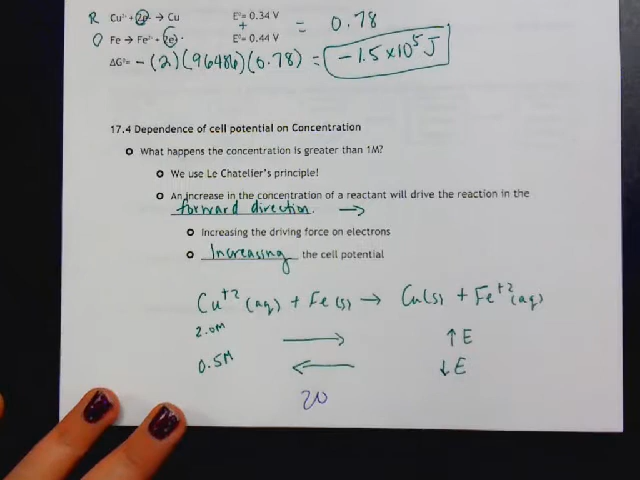 R Cu²⁺ + 2e⁻ → Cu E°= 0.34 V = 0.78
+
O Fe → Fe²⁺ + 2e⁻ E°= 0.44 V
ΔG°= -(2)(96486)(0.78) = -1.5x10⁵ J
17.4 Dependence of cell potential on Concentration
What happens the concentration is greater than 1M?
We use Le Chatelier's principle!
An increase in the concentration of a reactant will drive the reaction in the
forward direction. →
Increasing the driving force on electrons
Increasing the cell potential
Cu⁺² (aq) + Fe(s) → Cu(s) + Fe⁺² (aq)
2.0M → ↑E
0.5M ← ↓E
20